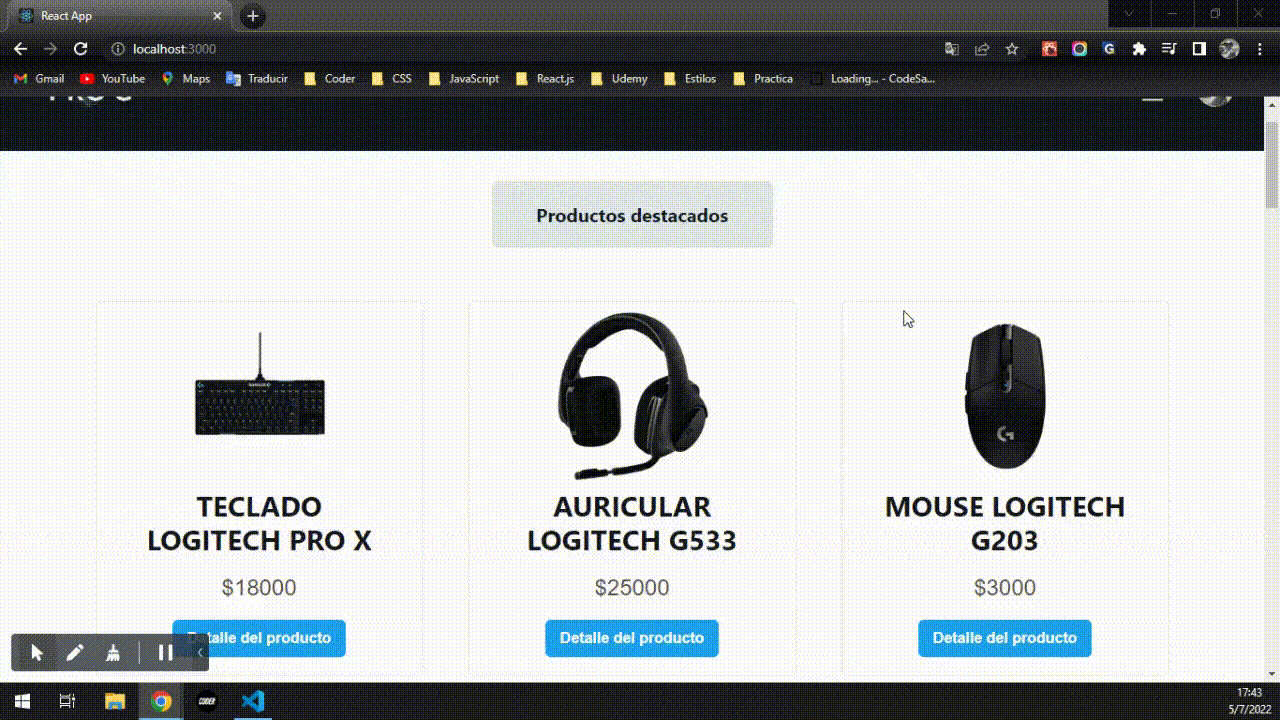 React App
localhost:3000
Gmail YouTube Maps Traducir Coder CSS JavaScript React.js Udemy Estilos Practica Loading... - CodeSa...
Productos destacados
TECLADO
LOGITECH PRO X
$18000
Detalle del producto
AURICULAR
LOGITECH G533
$25000
Detalle del producto
MOUSE LOGITECH
G203
$3000
Detalle del producto
CODER
17:43
5/7/2022